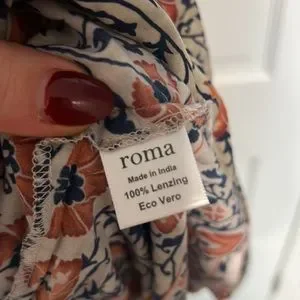 roma
Made in India
100% Lenzing
Eco Vero